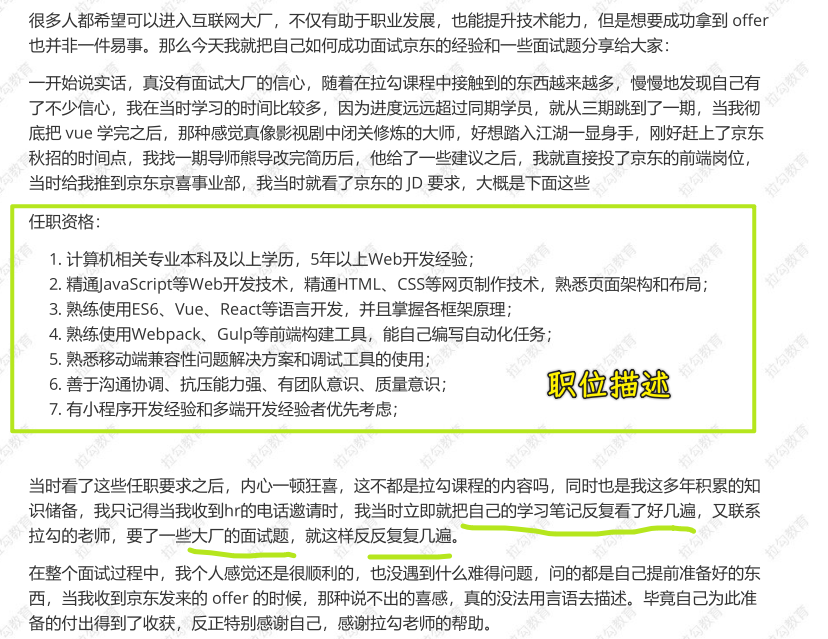 很多人都希望可以进入互联网大厂，不仅有助于职业发展，也能提升技术能力，但是想要成功拿到 offer
也并非一件易事。那么今天我就把自己如何成功面试京东的经验和一些面试题分享给大家：
一开始说实话，真没有面试大厂的信心，随着在拉勾课程中接触到的东西越来越多，慢慢地发现自己有
了不少信心，我在当时学习的时间比较多，因为进度远远超过同期学员，就从三期跳到了一期，当我彻
底把 vue 学完之后，那种感觉真像影视剧中闭关修炼的大师，好想踏入江湖一显身手，刚好赶上了京东
秋招的时间点，我找一期导师熊导改完简历后，他给了一些建议之后，我就直接投了京东的前端岗位，
当时给我推到京东京喜事业部，我当时就看了京东的 JD 要求，大概是下面这些
任职资格：
1. 计算机相关专业本科及以上学历，5年以上Web开发经验；
2. 精通JavaScript等Web开发技术，精通HTML、CSS等网页制作技术，熟悉页面架构和布局；
3. 熟练使用ES6、Vue、React等语言开发，并且掌握各框架原理；
4. 熟练使用Webpack、Gulp等前端构建工具，能自己编写自动化任务；
5. 熟悉移动端兼容性问题解决方案和调试工具的使用；
6. 善于沟通协调、抗压能力强、有团队意识、质量意识；
职位描述
7. 有小程序开发经验和多端开发经验者优先考虑；
当时看了这些任职要求之后，内心一顿狂喜，这不都是拉勾课程的内容吗，同时也是我这多年积累的知
识储备，我只记得当我收到hr的电话邀请时，我当时立即就把自己的学习笔记反复看了好几遍，又联系
拉勾的老师，要了一些大厂的面试题，就这样反反复复几遍。
在整个面试过程中，我个人感觉还是很顺利的，也没遇到什么难得问题，问的都是自己提前准备好的东
西，当我收到京东发来的 offer 的时候，那种说不出的喜感，真的没法用言语去描述。毕竟自己为此准
备的付出得到了收获，反正特别感谢自己，感谢拉勾老师的帮助。
拉勾教育